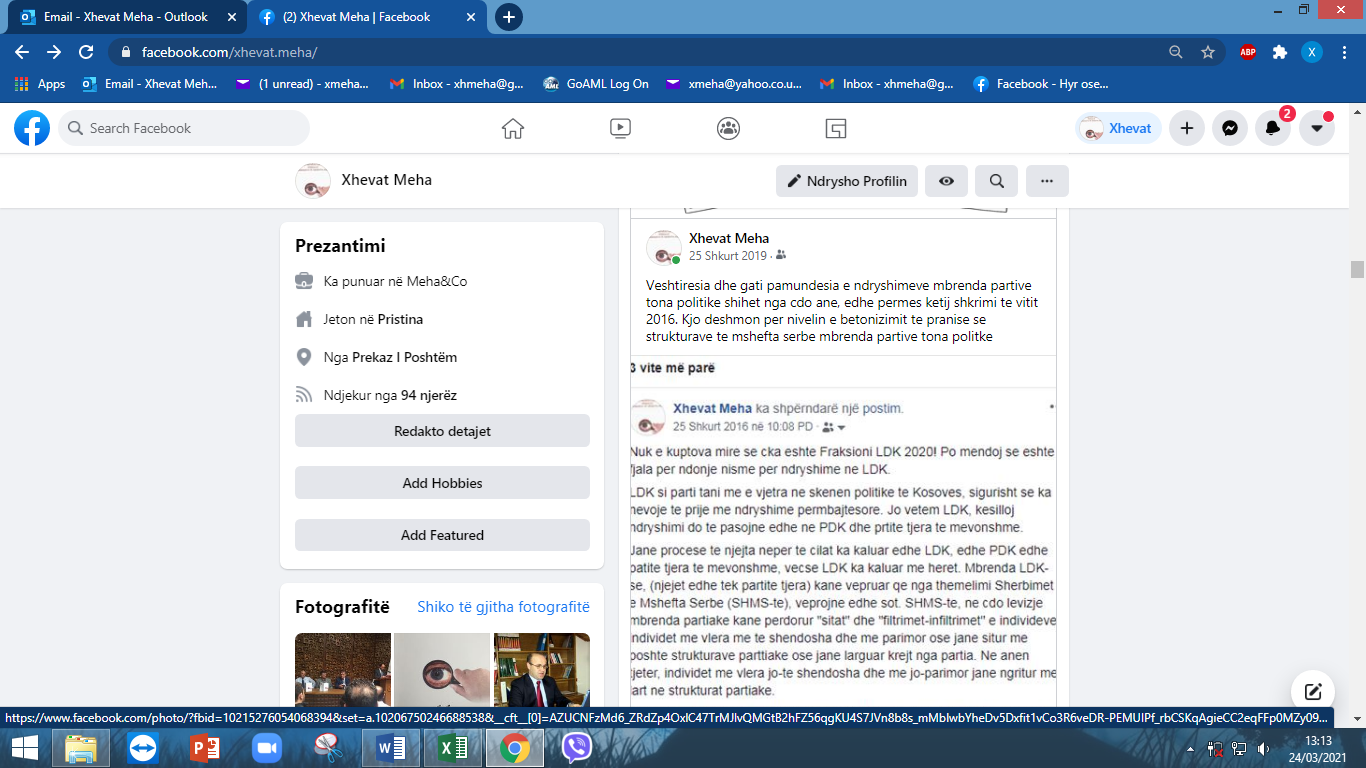 Email - Xhevat Meha - Outlook
(2) Xhevat Meha | Facebook
facebook.com/xhevat.meha/
ABP
X
Apps
Email - Xhevat Meh...
(1 unread) - xmeha...
Inbox - xhmeha@g...
GoAML Log On
xmeha@yahoo.co.u...
Inbox - xhmeha@g...
Facebook - Hyr ose...
Search Facebook
Xhevat
2
Xhevat Meha
Ndrysho Profilin
Prezantimi
Ka punuar në Meha&Co
Jeton në Pristina
Nga Prekaz I Poshtëm
Ndjekur nga 94 njerëz
Redakto detajet
Add Hobbies
Add Featured
Fotografitë
Shiko të gjitha fotografitë
Xhevat Meha
25 Shkurt 2019 ·
Veshtiresia dhe gati pamundesia e ndryshimeve mbrenda partive
tona politike shihet nga cdo ane, edhe permes ketij shkrimi te vitit
2016. Kjo deshmon per nivelin e betonizimit te pranise se
strukturave te mshefta serbe mbrenda partive tona politke
3 vite më parë
Xhevat Meha ka shpërndarë një postim.
25 Shkurt 2016 në 10:08 PD ·
Nuk e kuptova mire se cka eshte Fraksioni LDK 2020! Po mendoj se eshte
fjala per ndonje nisme per ndryshime ne LDK.
LDK si parti tani me e vjetra ne skenen politike te Kosoves, sigurisht se ka
nevoje te prije me ndryshime permbajtesore. Jo vetem LDK, kesilloj
ndryshimi do te pasojne edhe ne PDK dhe prtite tjera te mevonshme.
Jane procese te njejta neper te cilat ka kaluar edhe LDK, edhe PDK edhe
patite tjera te mevonshme, vecse LDK ka kaluar me heret. Mbrenda LDK-
se, (njejet edhe tek partite tjera) kane vepruar qe nga themelimi Sherbimet
e Mshefta Serbe (SHMS-te), veprojne edhe sot. SHMS-te, ne cdo levizje
mbrenda partiake kane perdorur "sitat" dhe "filtrimet-infiltrimet" e individeve
individet me vlera me te shendosha dhe me parimor ose jane situr me
poshte strukturave parttiake ose jane larguar krejt nga partia. Ne anen
tjeter, individet me vlera jo-te shendosha dhe me jo-parimor jane ngritur me
lart ne strukturat partiake.
13:13
24/03/2021